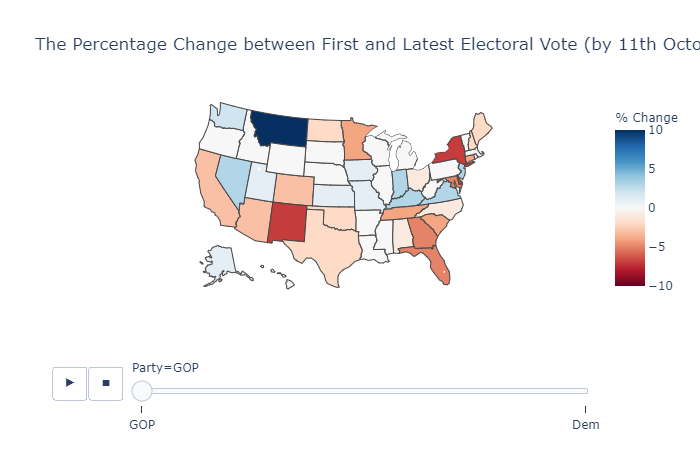 The Percentage Change between First and Latest Electoral Vote (by 11th Octo
% Change
10
5
0
−5
−10
Party=GOP
GOP
Dem